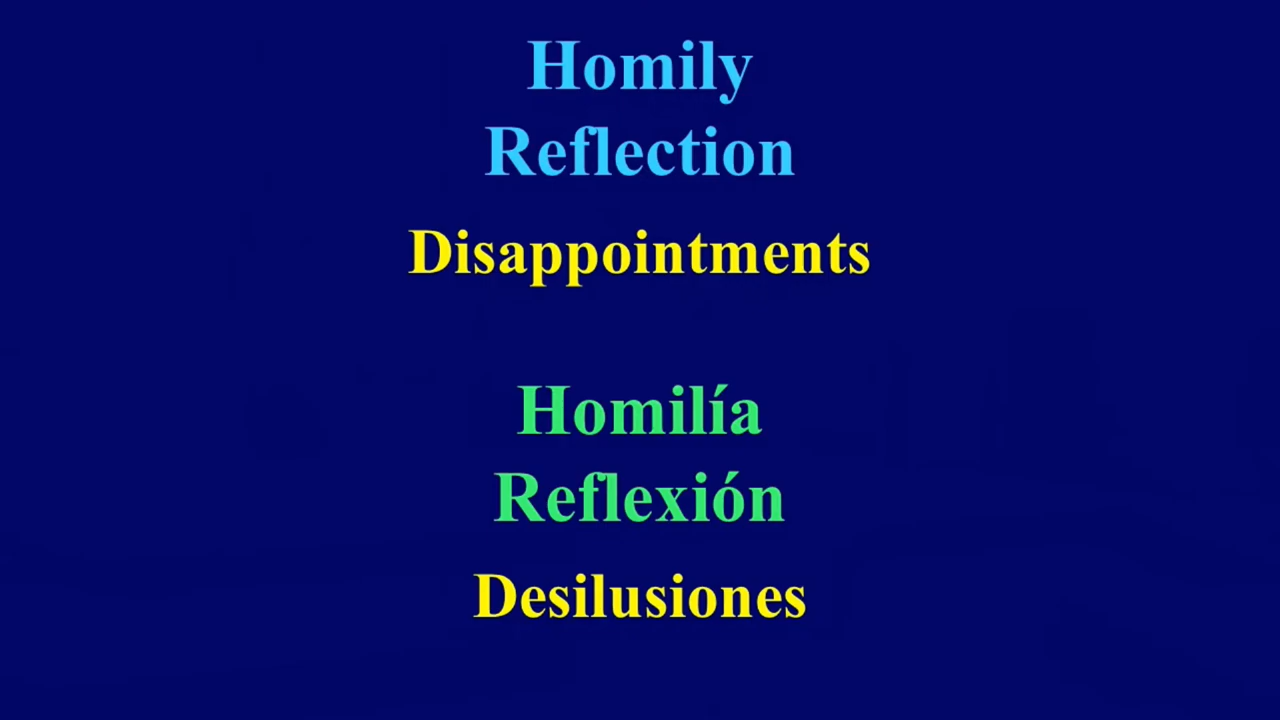 Homily
Reflection
Disappointments
Homilía
Reflexión
Desilusiones